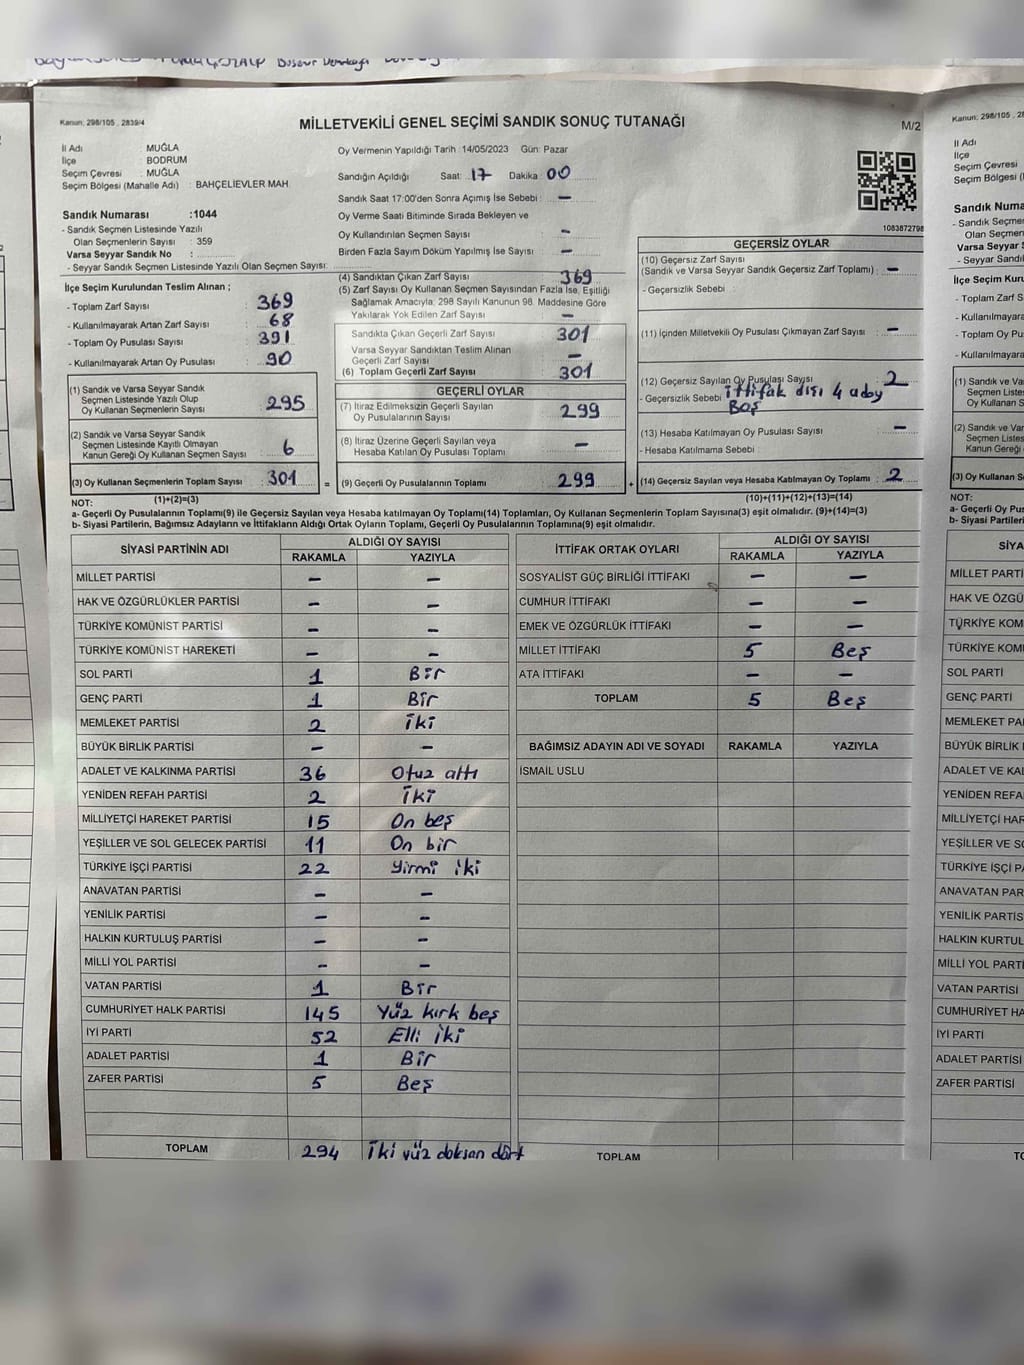 Kanun; 298/105 , 2839/4
MİLLETVEKİLİ GENEL SEÇİMİ SANDIK SONUÇ TUTANAĞI
M/2
İl Adı MUĞLA
İlçe BODRUM
Seçim Çevresi : MUĞLA
Seçim Bölgesi (Mahalle Adı) : BAHÇELİEVLER MAH
Sandık Numarası :1044
- Sandık Seçmen Listesinde Yazılı
Olan Seçmenlerin Sayısı : 359
Varsa Seyyar Sandık No :
- Seyyar Sandık Seçmen Listesinde Yazılı Olan Seçmen Sayısı:
İlçe Seçim Kurulundan Teslim Alınan ;
- Toplam Zarf Sayısı 369
- Kullanılmayarak Artan Zarf Sayısı : 68
- Toplam Oy Pusulası Sayısı : 391
- Kullanılmayarak Artan Oy Pusulası : 90
(1) Sandık ve Varsa Seyyar Sandık
Seçmen Listesinde Yazılı Olup
Oy Kullanan Seçmenlerin Sayısı : 295
(2) Sandık ve Varsa Seyyar Sandık
Seçmen Listesinde Kayıtlı Olmayan
Kanun Gereği Oy Kullanan Seçmen Sayısı : 6
(3) Oy Kullanan Seçmenlerin Toplam Sayısı : 301
(1)+(2)=(3)
Oy Vermenin Yapıldığı Tarih : 14/05/2023 Gün: Pazar
Sandığın Açıldığı Saat: 17 Dakika : 00
Sandık Saat 17:00'den Sonra Açımış İse Sebebi : -
Oy Verme Saati Bitiminde Sırada Bekleyen ve
Oy Kullandırılan Seçmen Sayısı : -
Birden Fazla Sayım Döküm Yapılmış İse Sayısı : -
(4) Sandıktan Çıkan Zarf Sayısı : 369
(5) Zarf Sayısı Oy Kullanan Seçmen Sayısından Fazla İse, Eşitliği
Sağlamak Amacıyla; 298 Sayılı Kanunun 98. Maddesine Göre
Yakılarak Yok Edilen Zarf Sayısı : -
Sandıkta Çıkan Geçerli Zarf Sayısı : 301
Varsa Seyyar Sandıktan Teslim Alınan
Geçerli Zarf Sayısı : -
(6) Toplam Geçerli Zarf Sayısı : 301
GEÇERLİ OYLAR
(7) İtiraz Edilmeksizin Geçerli Sayılan
Oy Pusulalarının Sayısı : 299
(8) İtiraz Üzerine Geçerli Sayılan veya
Hesaba Katılan Oy Pusulası Toplamı : -
= (9) Geçerli Oy Pusulalarının Toplamı : 299 +
1083872798
GEÇERSİZ OYLAR
(10) Geçersiz Zarf Sayısı
(Sandık ve Varsa Seyyar Sandık Geçersiz Zarf Toplamı) : -
- Geçersizlik Sebebi :
(11) İçinden Milletvekili Oy Pusulası Çıkmayan Zarf Sayısı : -
(12) Geçersiz Sayılan Oy Pusulası Sayısı : 2
- Geçersizlik Sebebi : İttifak dışı 4 aday
Boş
(13) Hesaba Katılmayan Oy Pusulası Sayısı : -
- Hesaba Katılmama Sebebi :
(14) Geçersiz Sayılan veya Hesaba Katılmayan Oy Toplamı : 2
(10)+(11)+(12)+(13)=(14)
NOT:
a- Geçerli Oy Pusulalarının Toplamı(9) ile Geçersiz Sayılan veya Hesaba katılmayan Oy Toplamı(14) Toplamları, Oy Kullanan Seçmenlerin Toplam Sayısına(3) eşit olmalıdır. (9)+(14)=(3)
b- Siyasi Partilerin, Bağımsız Adayların ve İttifakların Aldığı Ortak Oyların Toplamı, Geçerli Oy Pusulalarının Toplamına(9) eşit olmalıdır.
SİYASİ PARTİNİN ADI ALDIĞI OY SAYISI
RAKAMLA YAZIYLA
MİLLET PARTİSİ - -
HAK VE ÖZGÜRLÜKLER PARTİSİ - -
TÜRKİYE KOMÜNİST PARTİSİ - -
TÜRKİYE KOMÜNİST HAREKETİ - -
SOL PARTİ 1 Bir
GENÇ PARTİ 1 Bir
MEMLEKET PARTİSİ 2 İki
BÜYÜK BİRLİK PARTİSİ - -
ADALET VE KALKINMA PARTİSİ 36 Otuz altı
YENİDEN REFAH PARTİSİ 2 İki
MİLLİYETÇİ HAREKET PARTİSİ 15 On beş
YEŞİLLER VE SOL GELECEK PARTİSİ 11 On bir
TÜRKİYE İŞÇİ PARTİSİ 22 Yirmi iki
ANAVATAN PARTİSİ - -
YENİLİK PARTİSİ - -
HALKIN KURTULUŞ PARTİSİ - -
MİLLİ YOL PARTİSİ - -
VATAN PARTİSİ 1 Bir
CUMHURİYET HALK PARTİSİ 145 Yüz kırk beş
İYİ PARTİ 52 Elli iki
ADALET PARTİSİ 1 Bir
ZAFER PARTİSİ 5 Beş
TOPLAM 294 İki yüz doksan dört
İTTİFAK ORTAK OYLARI ALDIĞI OY SAYISI
RAKAMLA YAZIYLA
SOSYALİST GÜÇ BİRLİĞİ İTTİFAKI - -
CUMHUR İTTİFAKI - -
EMEK VE ÖZGÜRLÜK İTTİFAKI - -
MİLLET İTTİFAKI 5 Beş
ATA İTTİFAKI - -
TOPLAM 5 Beş
BAĞIMSIZ ADAYIN ADI VE SOYADI RAKAMLA YAZIYLA
İSMAİL USLU
TOPLAM
Kanun; 298/105 , 28
İl Adı
İlçe
Seçim Çevresi
Seçim Bölgesi (
Sandık Numa
- Sandık Seçme
Olan Seçmen
Varsa Seyyar
- Seyyar Sandık
İlçe Seçim Kuru
- Toplam Zarf S
- Kullanılmayara
- Toplam Oy Pu
- Kullanılmayara
(1) Sandık ve Va
Seçmen Liste
Oy Kullanan S
(2) Sandık ve Va
Seçmen Listes
Kanun Gereği O
(3) Oy Kullanan S
NOT:
a- Geçerli Oy Pus
b- Siyasi Partilerin
SİYA
MİLLET PARTİ
HAK VE ÖZGÜ
TÜRKİYE KOM
TÜRKİYE KOMÜ
SOL PARTİ
GENÇ PARTİ
MEMLEKET PA
BÜYÜK BİRLİK
ADALET VE KAL
YENİDEN REFA
MİLLİYETÇİ HAR
YEŞİLLER VE SO
TÜRKİYE İŞÇİ PA
ANAVATAN PAR
YENİLİK PARTİS
HALKIN KURTUL
MİLLİ YOL PARTİ
VATAN PARTİSİ
CUMHURİYET HA
İYİ PARTİ
ADALET PARTİSİ
ZAFER PARTİSİ
TO